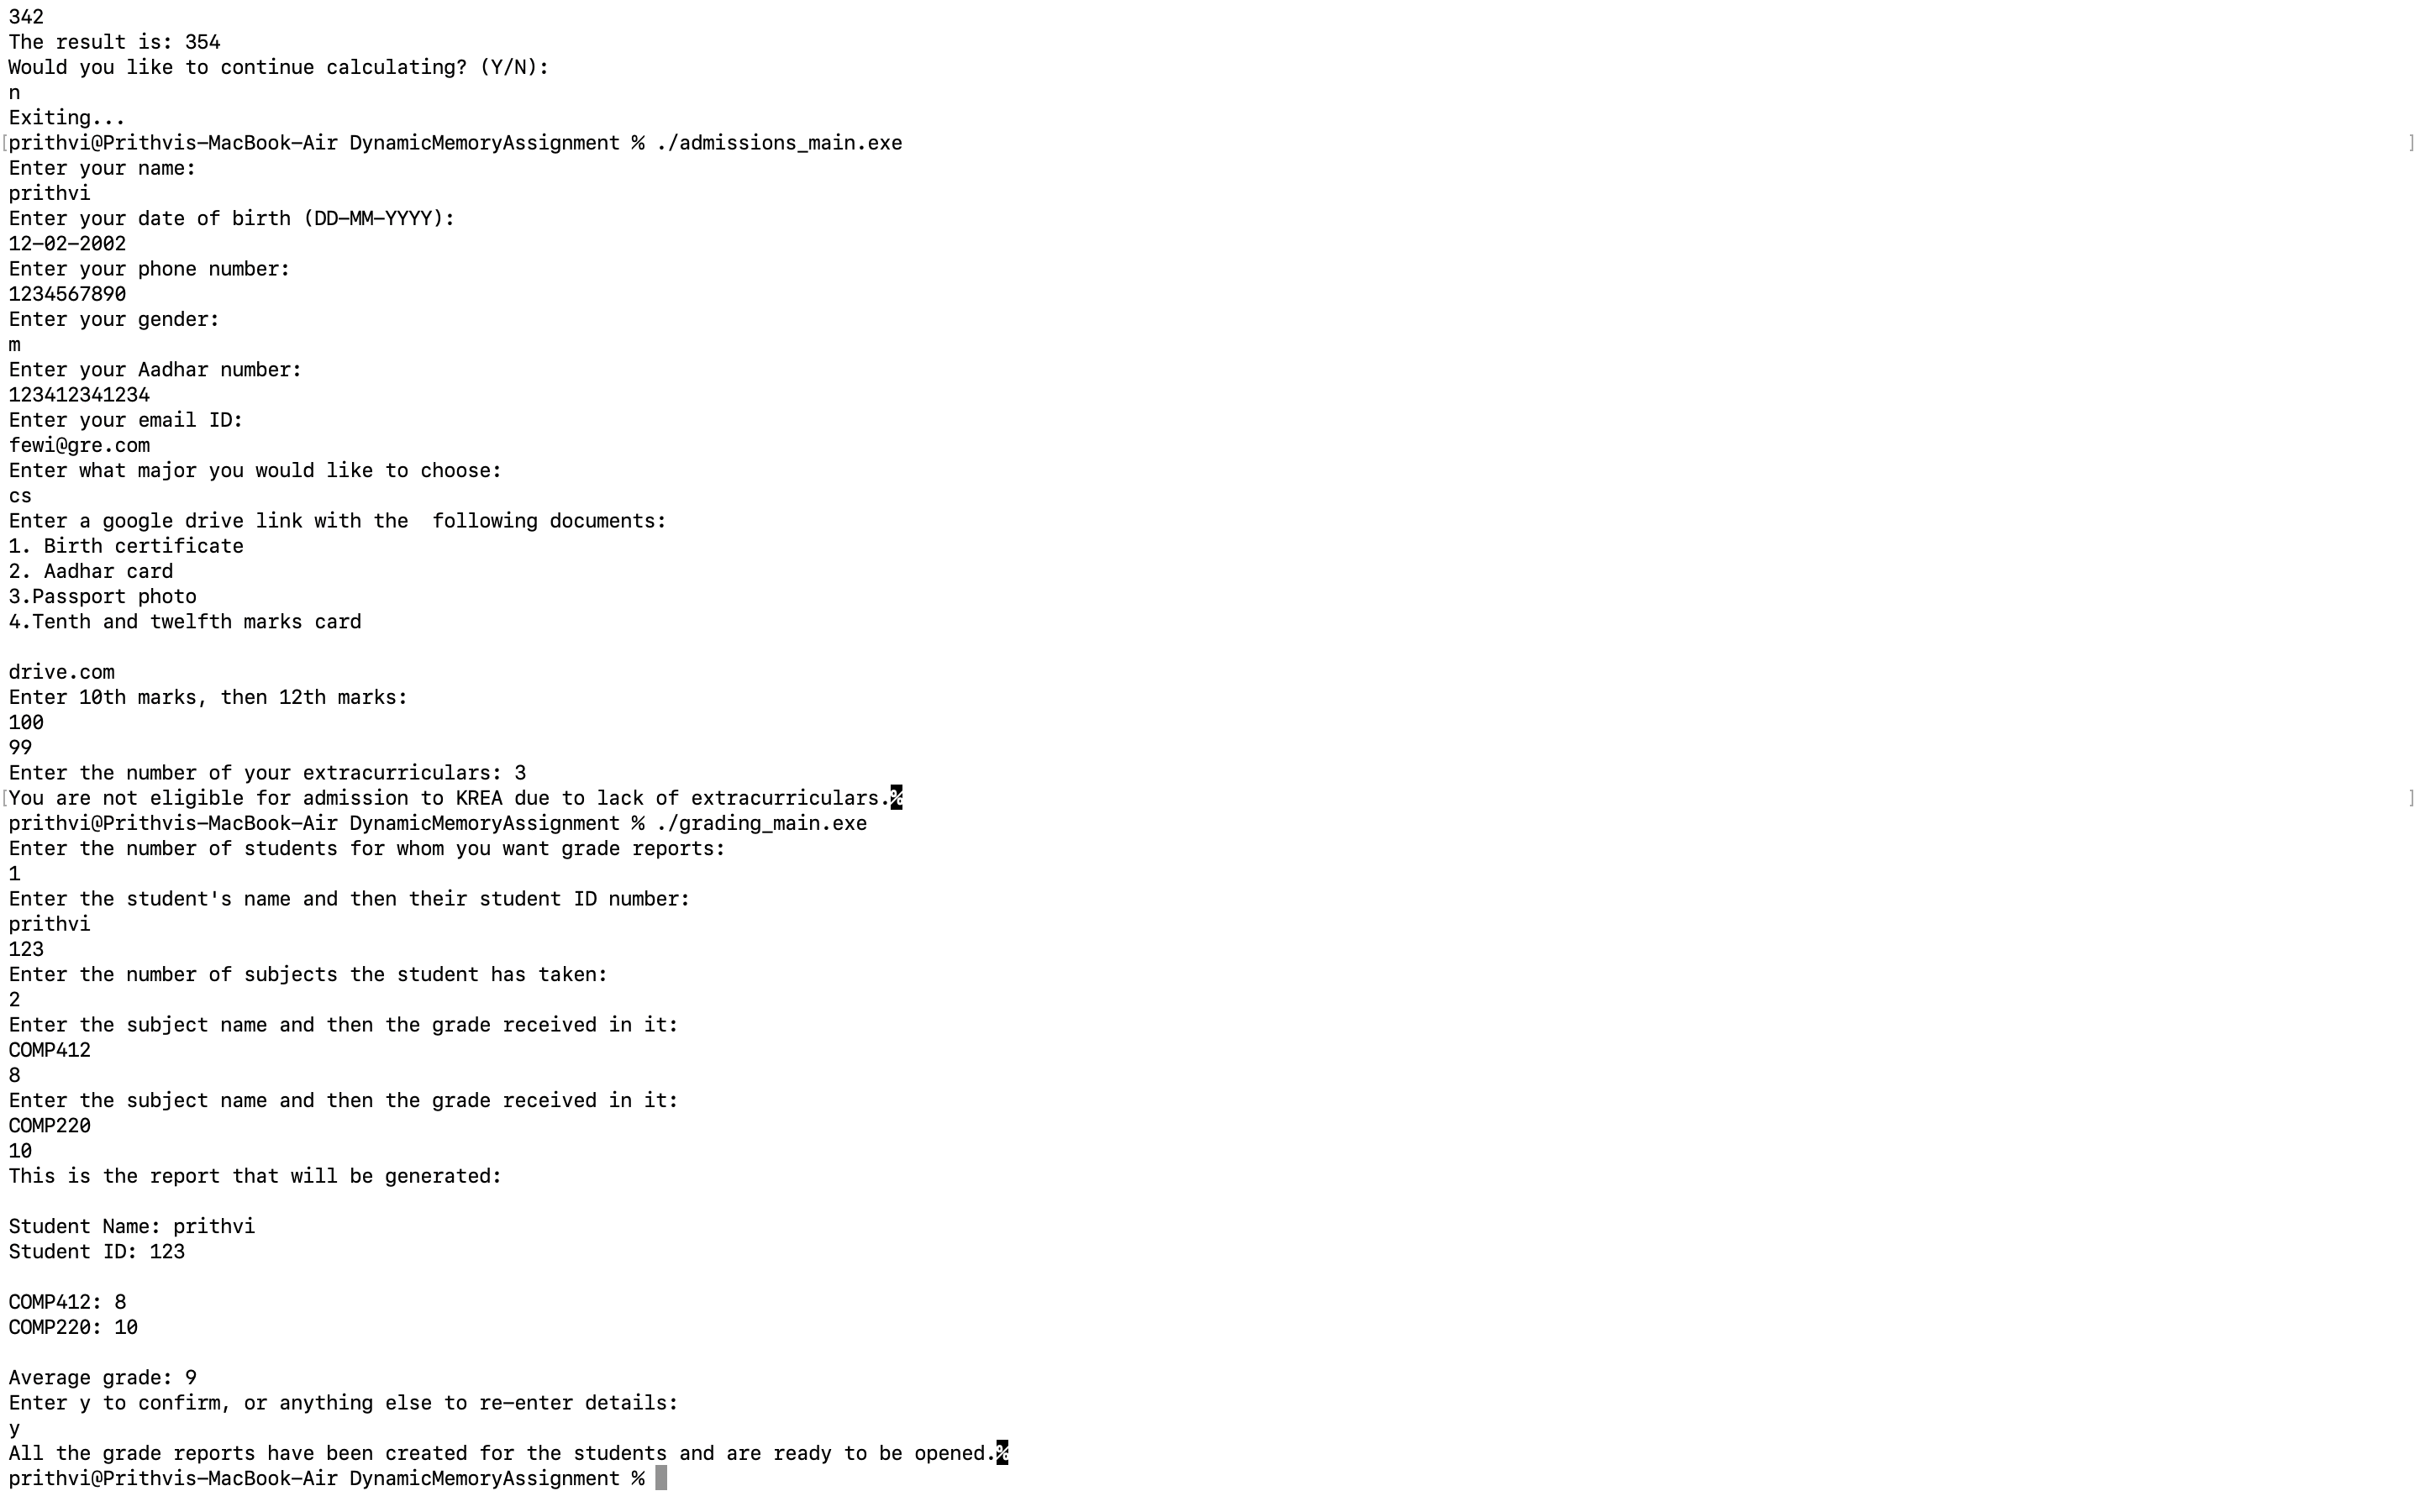 342
The result is: 354
Would you like to continue calculating? (Y/N):
n
Exiting...
[prithvi@Prithvis-MacBook-Air DynamicMemoryAssignment % ./admissions_main.exe ]
Enter your name:
prithvi
Enter your date of birth (DD-MM-YYYY):
12-02-2002
Enter your phone number:
1234567890
Enter your gender:
m
Enter your Aadhar number:
123412341234
Enter your email ID:
fewi@gre.com
Enter what major you would like to choose:
cs
Enter a google drive link with the  following documents:
1. Birth certificate
2. Aadhar card
3.Passport photo
4.Tenth and twelfth marks card
drive.com
Enter 10th marks, then 12th marks:
100
99
Enter the number of your extracurriculars: 3
[You are not eligible for admission to KREA due to lack of extracurriculars.% ]
prithvi@Prithvis-MacBook-Air DynamicMemoryAssignment % ./grading_main.exe
Enter the number of students for whom you want grade reports:
1
Enter the student's name and then their student ID number:
prithvi
123
Enter the number of subjects the student has taken:
2
Enter the subject name and then the grade received in it:
COMP412
8
Enter the subject name and then the grade received in it:
COMP220
10
This is the report that will be generated:
Student Name: prithvi
Student ID: 123
COMP412: 8
COMP220: 10
Average grade: 9
Enter y to confirm, or anything else to re-enter details:
y
All the grade reports have been created for the students and are ready to be opened.%
prithvi@Prithvis-MacBook-Air DynamicMemoryAssignment %